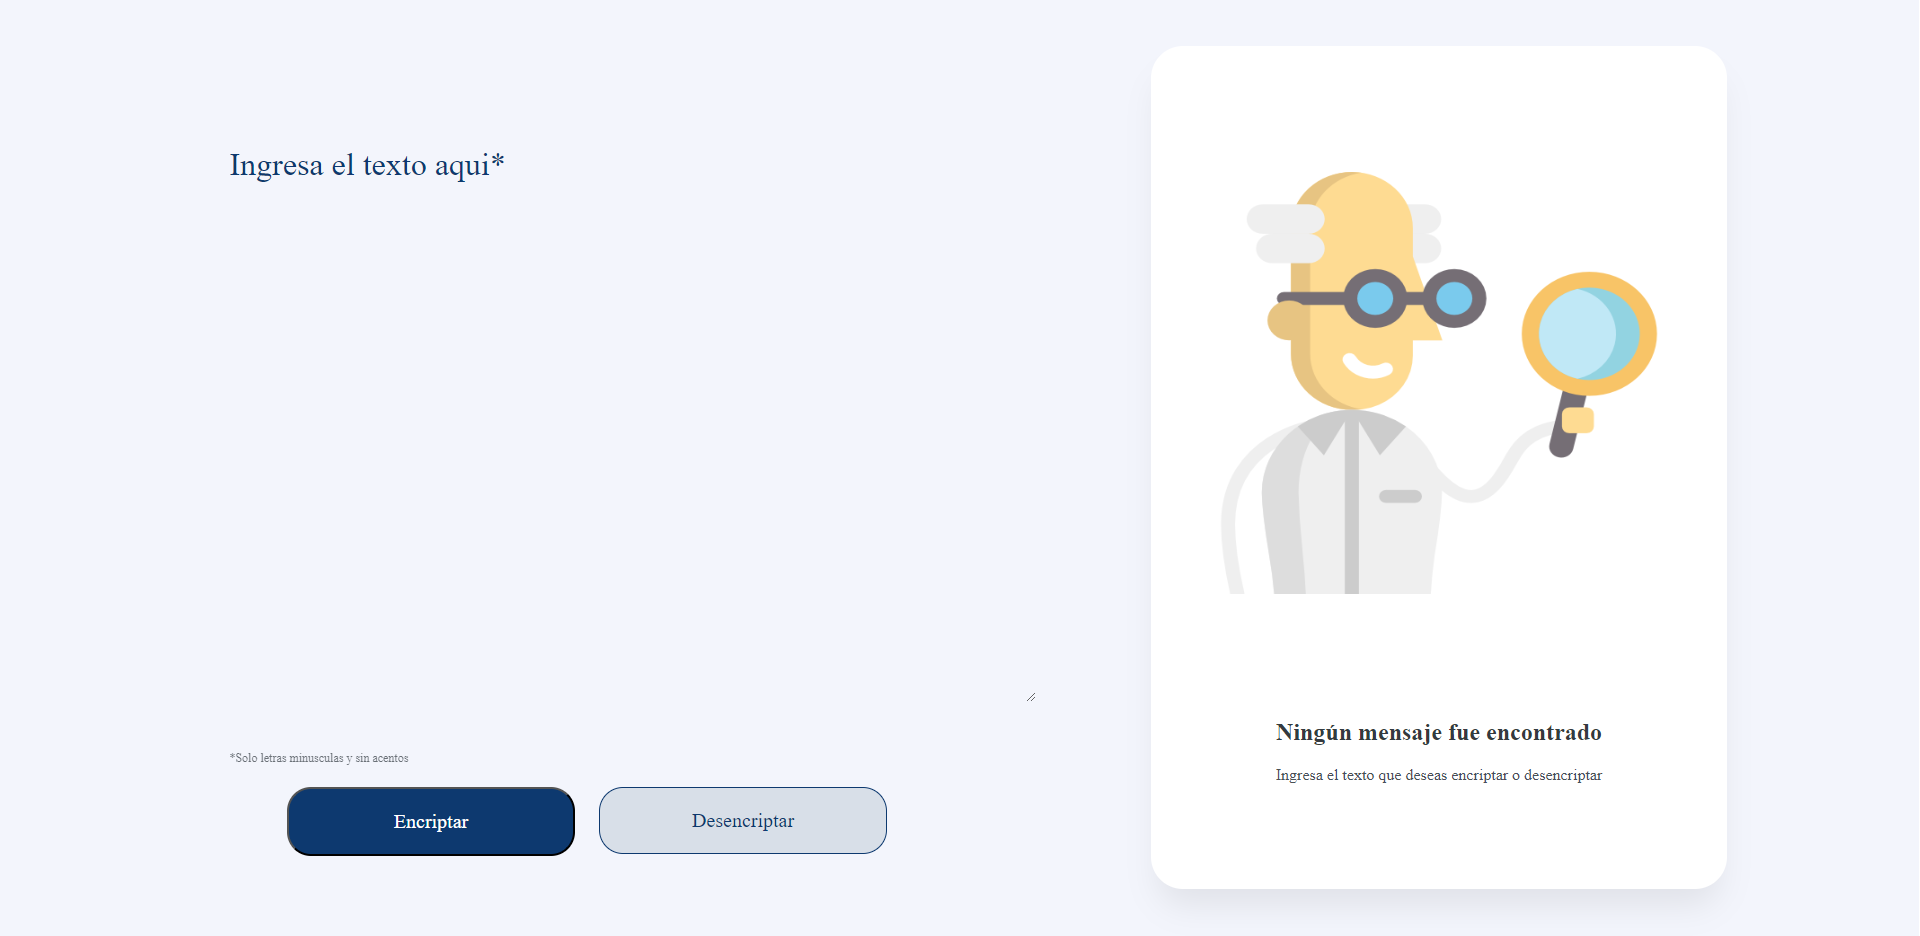 Ingresa el texto aqui*
*Solo letras minusculas y sin acentos
Encriptar
Desencriptar
Ningún mensaje fue encontrado
Ingresa el texto que deseas encriptar o desencriptar